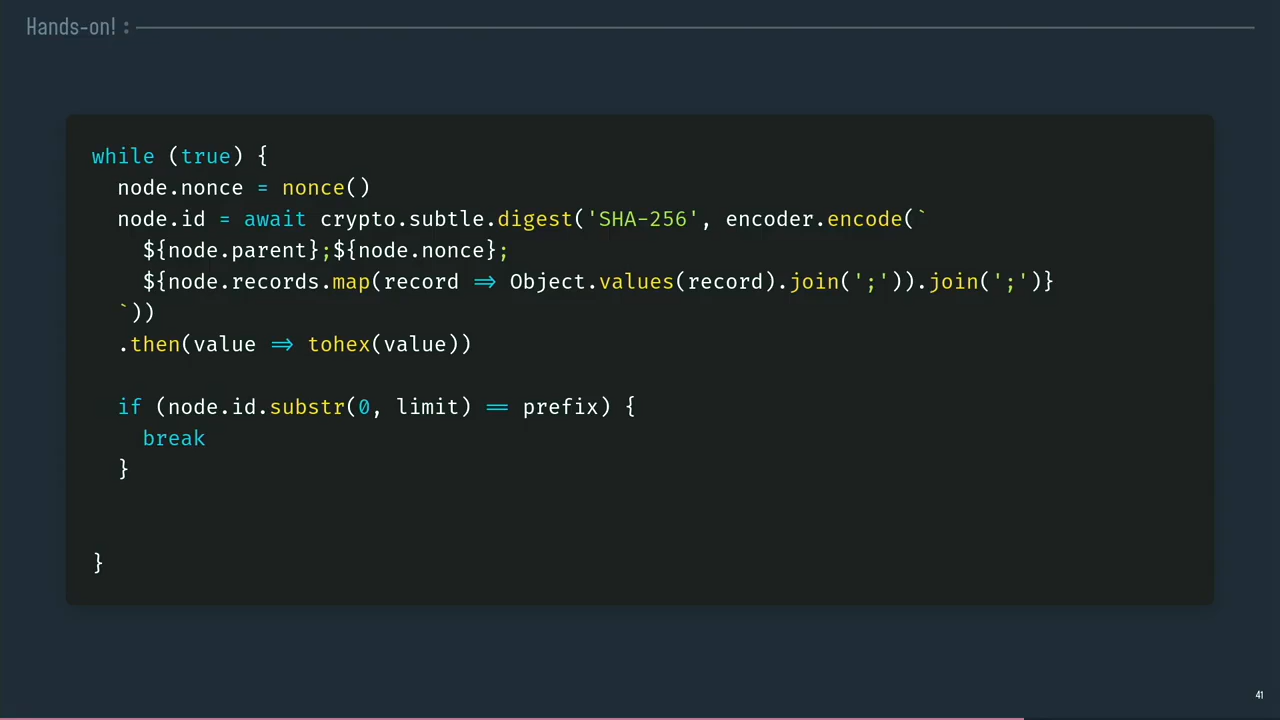 Hands-on! :
while (true) {
  node.nonce = nonce()
  node.id = await crypto.subtle.digest('SHA-256', encoder.encode(`
    ${node.parent};${node.nonce};
    ${node.records.map(record => Object.values(record).join(';')).join(';')}
  `))
  .then(value => tohex(value))
  if (node.id.substr(0, limit) == prefix) {
    break
  }
}
41